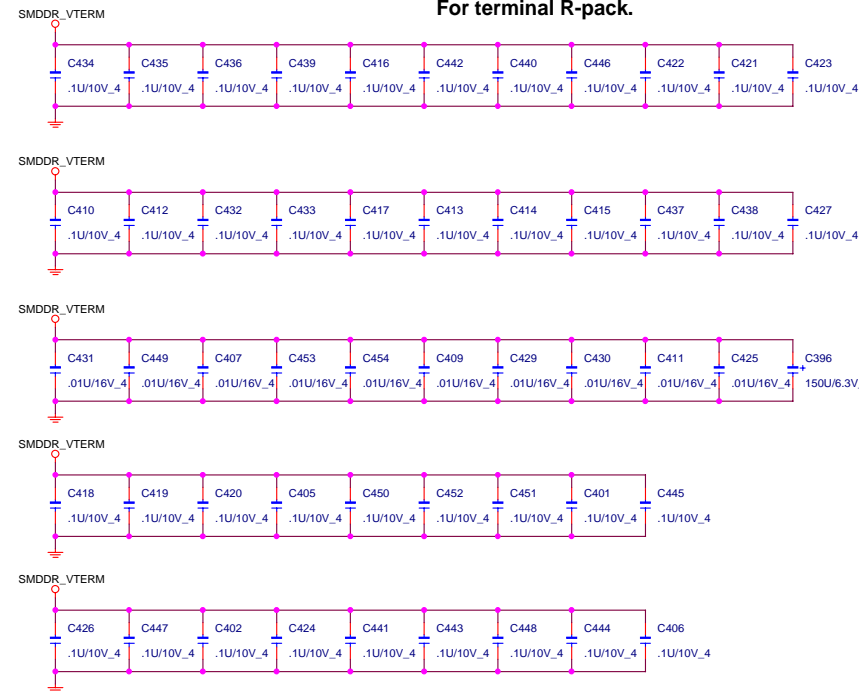 For terminal R-pack.
SMDDR_VTERM
C434 C435 C436 C439 C416 C442 C440 C446 C422 C421 C423
.1U/10V_4 .1U/10V_4 .1U/10V_4 .1U/10V_4 .1U/10V_4 .1U/10V_4 .1U/10V_4 .1U/10V_4 .1U/10V_4 .1U/10V_4 .1U/10V_4
SMDDR_VTERM
C410 C412 C432 C433 C417 C413 C414 C415 C437 C438 C427
.1U/10V_4 .1U/10V_4 .1U/10V_4 .1U/10V_4 .1U/10V_4 .1U/10V_4 .1U/10V_4 .1U/10V_4 .1U/10V_4 .1U/10V_4 .1U/10V_4
SMDDR_VTERM
C431 C449 C407 C453 C454 C409 C429 C430 C411 C425 C396
.01U/16V_4 .01U/16V_4 .01U/16V_4 .01U/16V_4 .01U/16V_4 .01U/16V_4 .01U/16V_4 .01U/16V_4 .01U/16V_4 .01U/16V_4 + 150U/6.3V
SMDDR_VTERM
C418 C419 C420 C405 C450 C452 C451 C401 C445
.1U/10V_4 .1U/10V_4 .1U/10V_4 .1U/10V_4 .1U/10V_4 .1U/10V_4 .1U/10V_4 .1U/10V_4 .1U/10V_4
SMDDR_VTERM
C426 C447 C402 C424 C441 C443 C448 C444 C406
.1U/10V_4 .1U/10V_4 .1U/10V_4 .1U/10V_4 .1U/10V_4 .1U/10V_4 .1U/10V_4 .1U/10V_4 .1U/10V_4